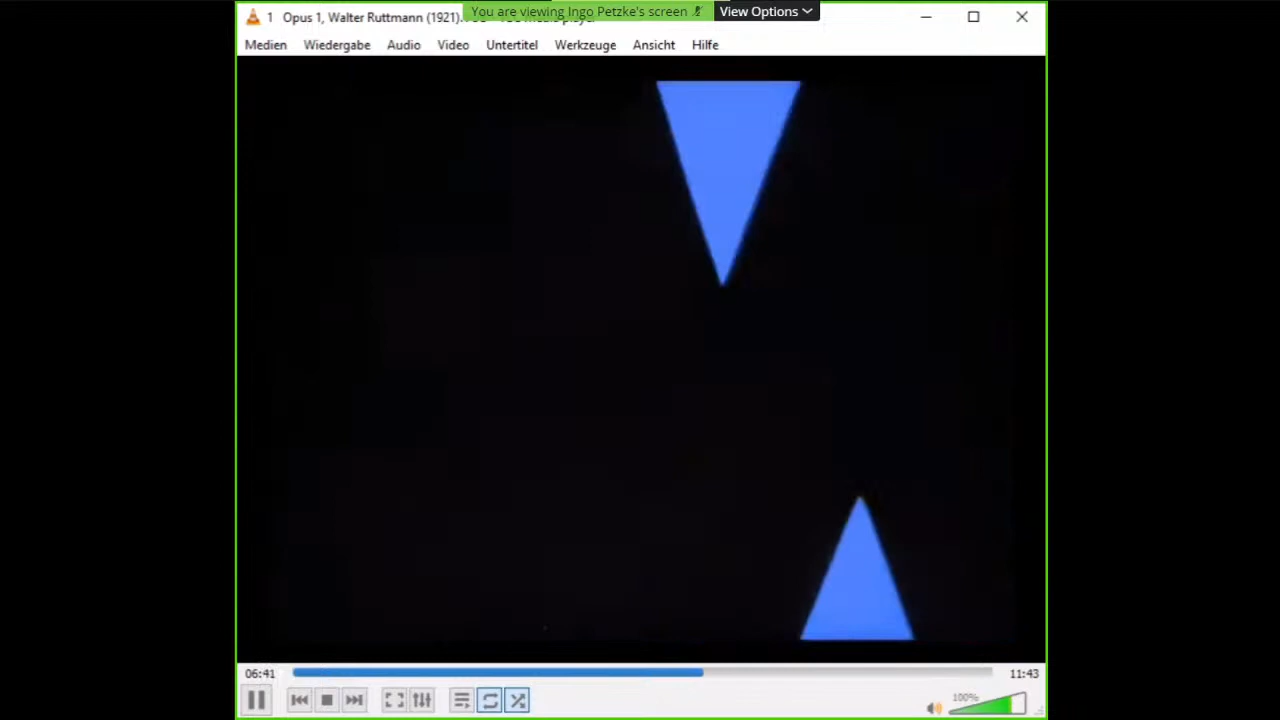 You are viewing Ingo Petzke's screen
View Options
1 Opus 1, Walter Ruttmann (1921).
Medien Wiedergabe Audio Video Untertitel Werkzeuge Ansicht Hilfe
06:41
11:43
100%